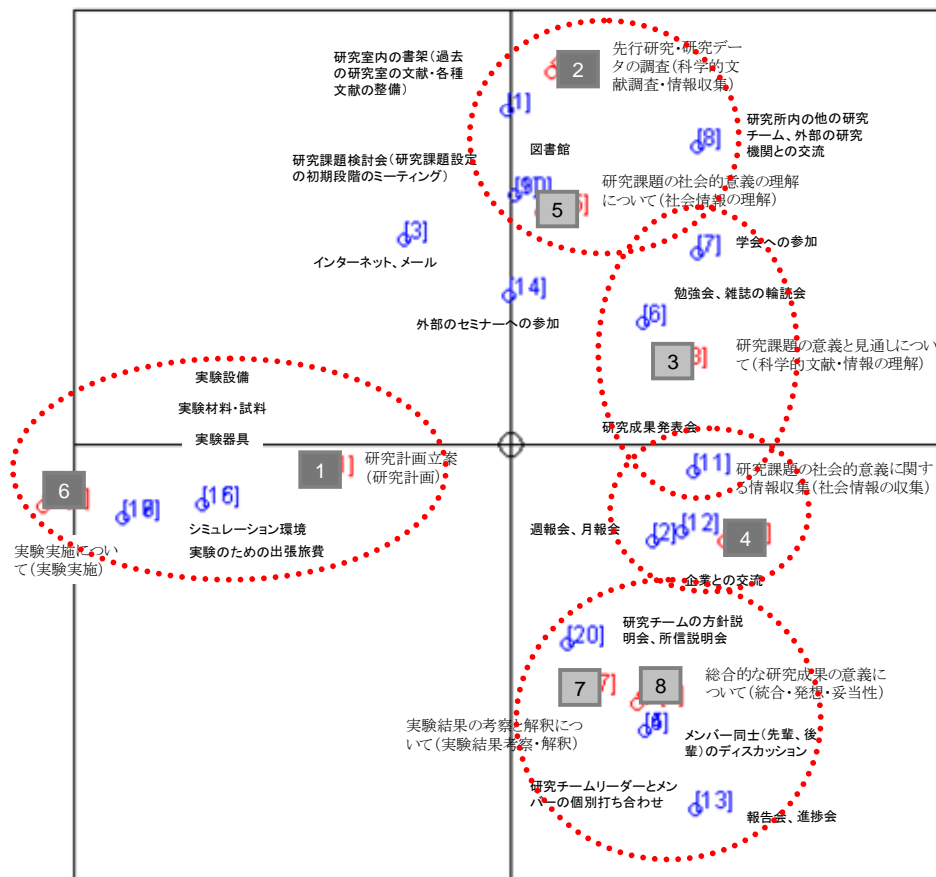 研究室内の書架(過去
の研究室の文献・各種
文献の整備)
2
先行研究・研究デー
タの調査(科学的文
献調査・情報収集)
[1]
[8]
研究所内の他の研究
チーム、外部の研究
機関との交流
図書館
研究課題検討会(研究課題設定
の初期段階のミーティング)
5
研究課題の社会的意義の理解
について(社会情報の理解)
[3]
インターネット、メール
[7]
学会への参加
[14]
外部のセミナーへの参加
勉強会、雑誌の輪読会
[6]
3
研究課題の意義と見通しについ
て(科学的文献・情報の理解)
実験設備
実験材料・試料
実験器具
研究成果発表会
1
研究計画立案
(研究計画)
[11]
研究課題の社会的意義に関す
る情報収集(社会情報の収集)
6
[16]
シミュレーション環境
実験のための出張旅費
実験実施につい
て(実験実施)
週報会、月報会
[2]
[12]
4
企業との交流
[20]
研究チームの方針説
明会、所信説明会
7
8
総合的な研究成果の意義に
ついて(統合・発想・妥当性)
実験結果の考察と解釈につ
いて(実験結果考察・解釈)
メンバー同士(先輩、後
輩)のディスカッション
研究チームリーダーとメン
バーの個別打ち合わせ
[13]
報告会、進捗会